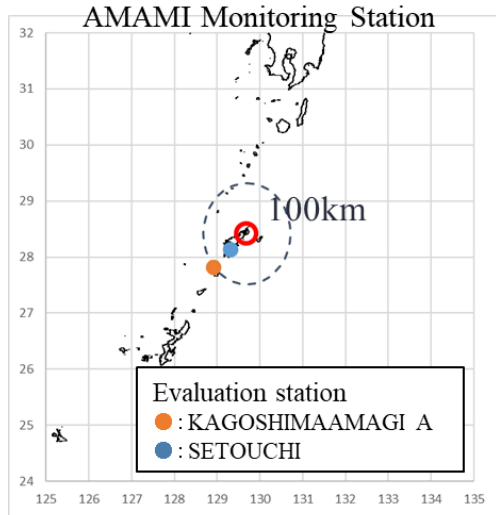 AMAMI Monitoring Station
32
31
30
29
100km
28
27
26
Evaluation station
: KAGOSHIMAAMAGI A
25
: SETOUCHI
24
125 126 127 128 129 130 131 132 133 134 135